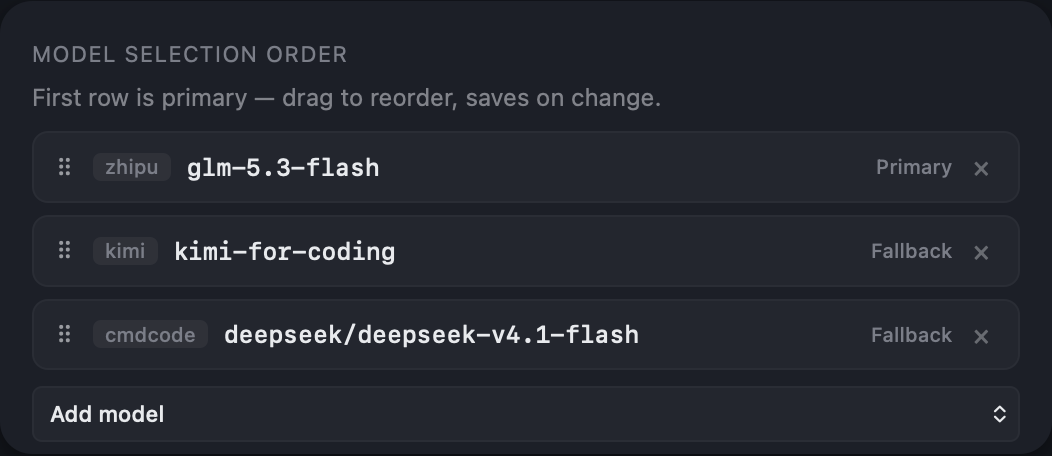 MODEL SELECTION ORDER
First row is primary — drag to reorder, saves on change.
zhipu glm-5.3-flash Primary ×
kimi kimi-for-coding Fallback ×
cmdcode deepseek/deepseek-v4.1-flash Fallback ×
Add model